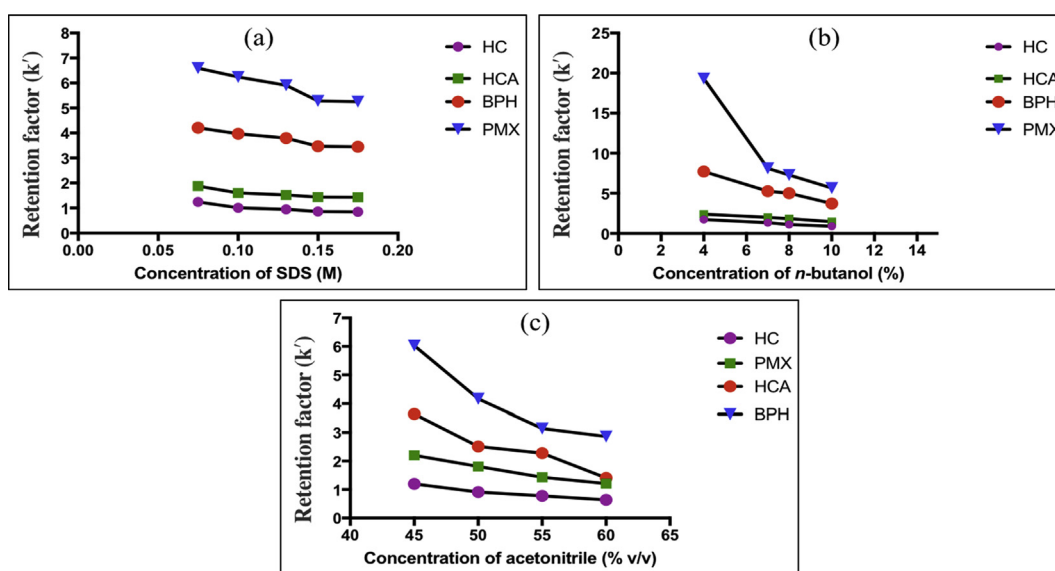 (a)
Retention factor (k′)
8
7
6
5
4
3
2
1
0
0.00
0.05
0.10
0.15
0.20
Concentration of SDS (M)
HC
HCA
BPH
PMX
(b)
Retention factor (k′)
25
20
15
10
5
0
0
2
4
6
8
10
12
14
Concentration of n-butanol (%)
HC
HCA
BPH
PMX
(c)
Retention factor (k′)
7
6
5
4
3
2
1
0
40
45
50
55
60
65
Concentration of acetonitrile (% v/v)
HC
PMX
HCA
BPH